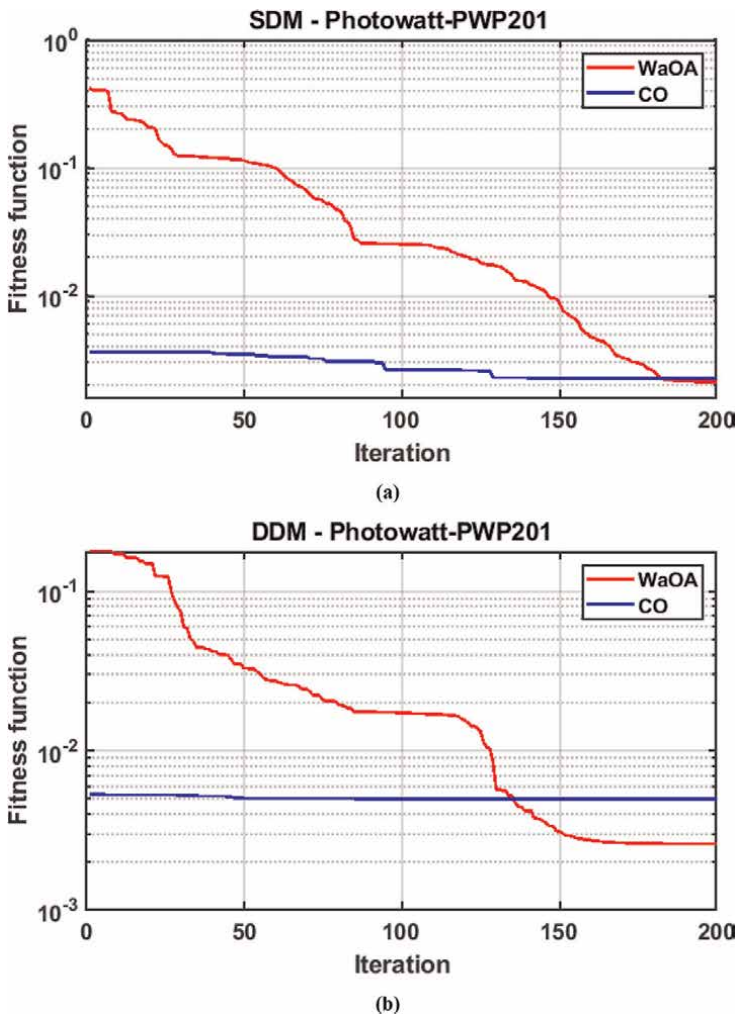 SDM - Photowatt-PWP201
10^0
10^-1
10^-2
Fitness function
WaOA
CO
0 50 100 150 200
Iteration
(a)
DDM - Photowatt-PWP201
10^-1
10^-2
10^-3
Fitness function
WaOA
CO
0 50 100 150 200
Iteration
(b)